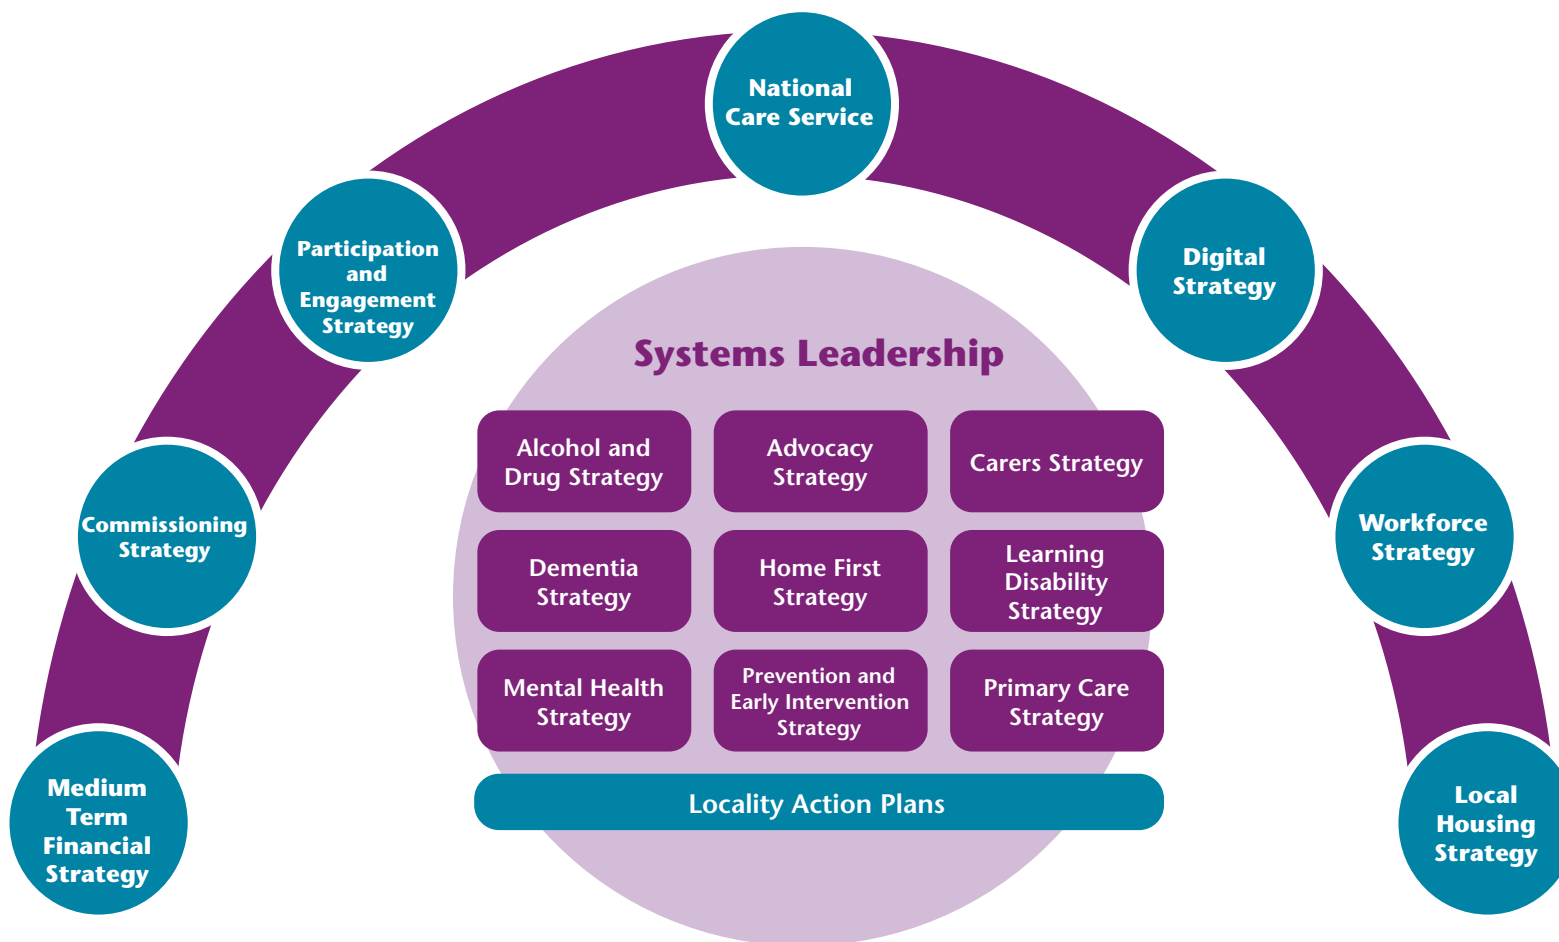 National
Care Service
Participation
and
Engagement
Strategy
Digital
Strategy
Commissioning
Strategy
Workforce
Strategy
Medium
Term
Financial
Strategy
Local
Housing
Strategy
Systems Leadership
Alcohol and
Drug Strategy
Advocacy
Strategy
Carers Strategy
Dementia
Strategy
Home First
Strategy
Learning
Disability
Strategy
Mental Health
Strategy
Prevention and
Early Intervention
Strategy
Primary Care
Strategy
Locality Action Plans